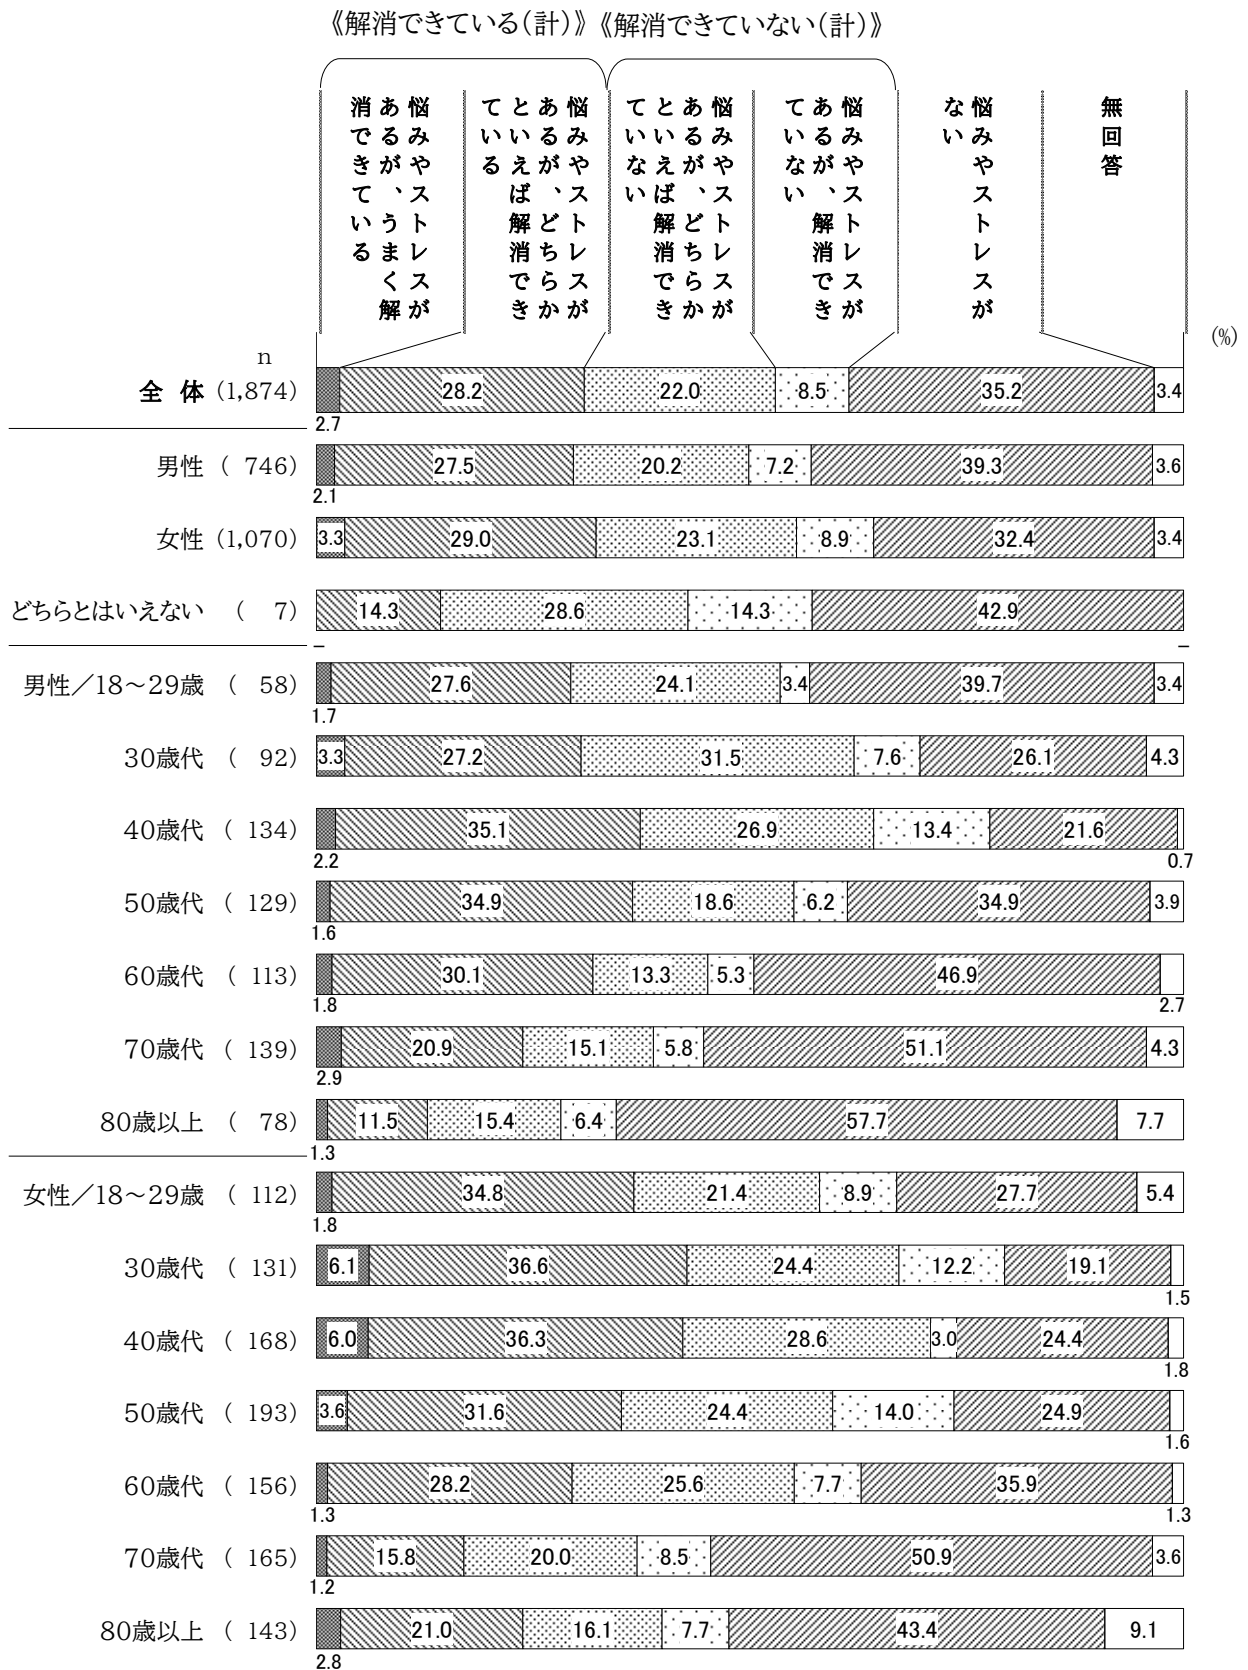 《解消できている（計）》《解消できていない（計）》
悩みやストレスが
あるが、うまく解
消できている
悩みやストレスが
あるが、どちらか
といえば解消でき
ている
悩みやストレスが
あるが、どちらか
といえば解消でき
ていない
悩みやストレスが
あるが、解消でき
ていない
悩みやストレスが
ない
無回答
(%)
n
全 体 (1,874) 28.2 22.0 8.5 35.2 3.4
2.7
男性 ( 746) 27.5 20.2 7.2 39.3 3.6
2.1
女性 (1,070) 3.3 29.0 23.1 8.9 32.4 3.4
どちらとはいえない ( 7) 14.3 28.6 14.3 42.9
− −
男性／18～29歳 ( 58) 27.6 24.1 3.4 39.7 3.4
1.7
30歳代 ( 92) 3.3 27.2 31.5 7.6 26.1 4.3
40歳代 ( 134) 35.1 26.9 13.4 21.6
2.2 0.7
50歳代 ( 129) 34.9 18.6 6.2 34.9 3.9
1.6
60歳代 ( 113) 30.1 13.3 5.3 46.9
1.8 2.7
70歳代 ( 139) 20.9 15.1 5.8 51.1 4.3
2.9
80歳以上 ( 78) 11.5 15.4 6.4 57.7 7.7
1.3
女性／18～29歳 ( 112) 34.8 21.4 8.9 27.7 5.4
1.8
30歳代 ( 131) 6.1 36.6 24.4 12.2 19.1
1.5
40歳代 ( 168) 6.0 36.3 28.6 3.0 24.4
1.8
50歳代 ( 193) 3.6 31.6 24.4 14.0 24.9
1.6
60歳代 ( 156) 28.2 25.6 7.7 35.9
1.3 1.3
70歳代 ( 165) 15.8 20.0 8.5 50.9 3.6
1.2
80歳以上 ( 143) 21.0 16.1 7.7 43.4 9.1
2.8